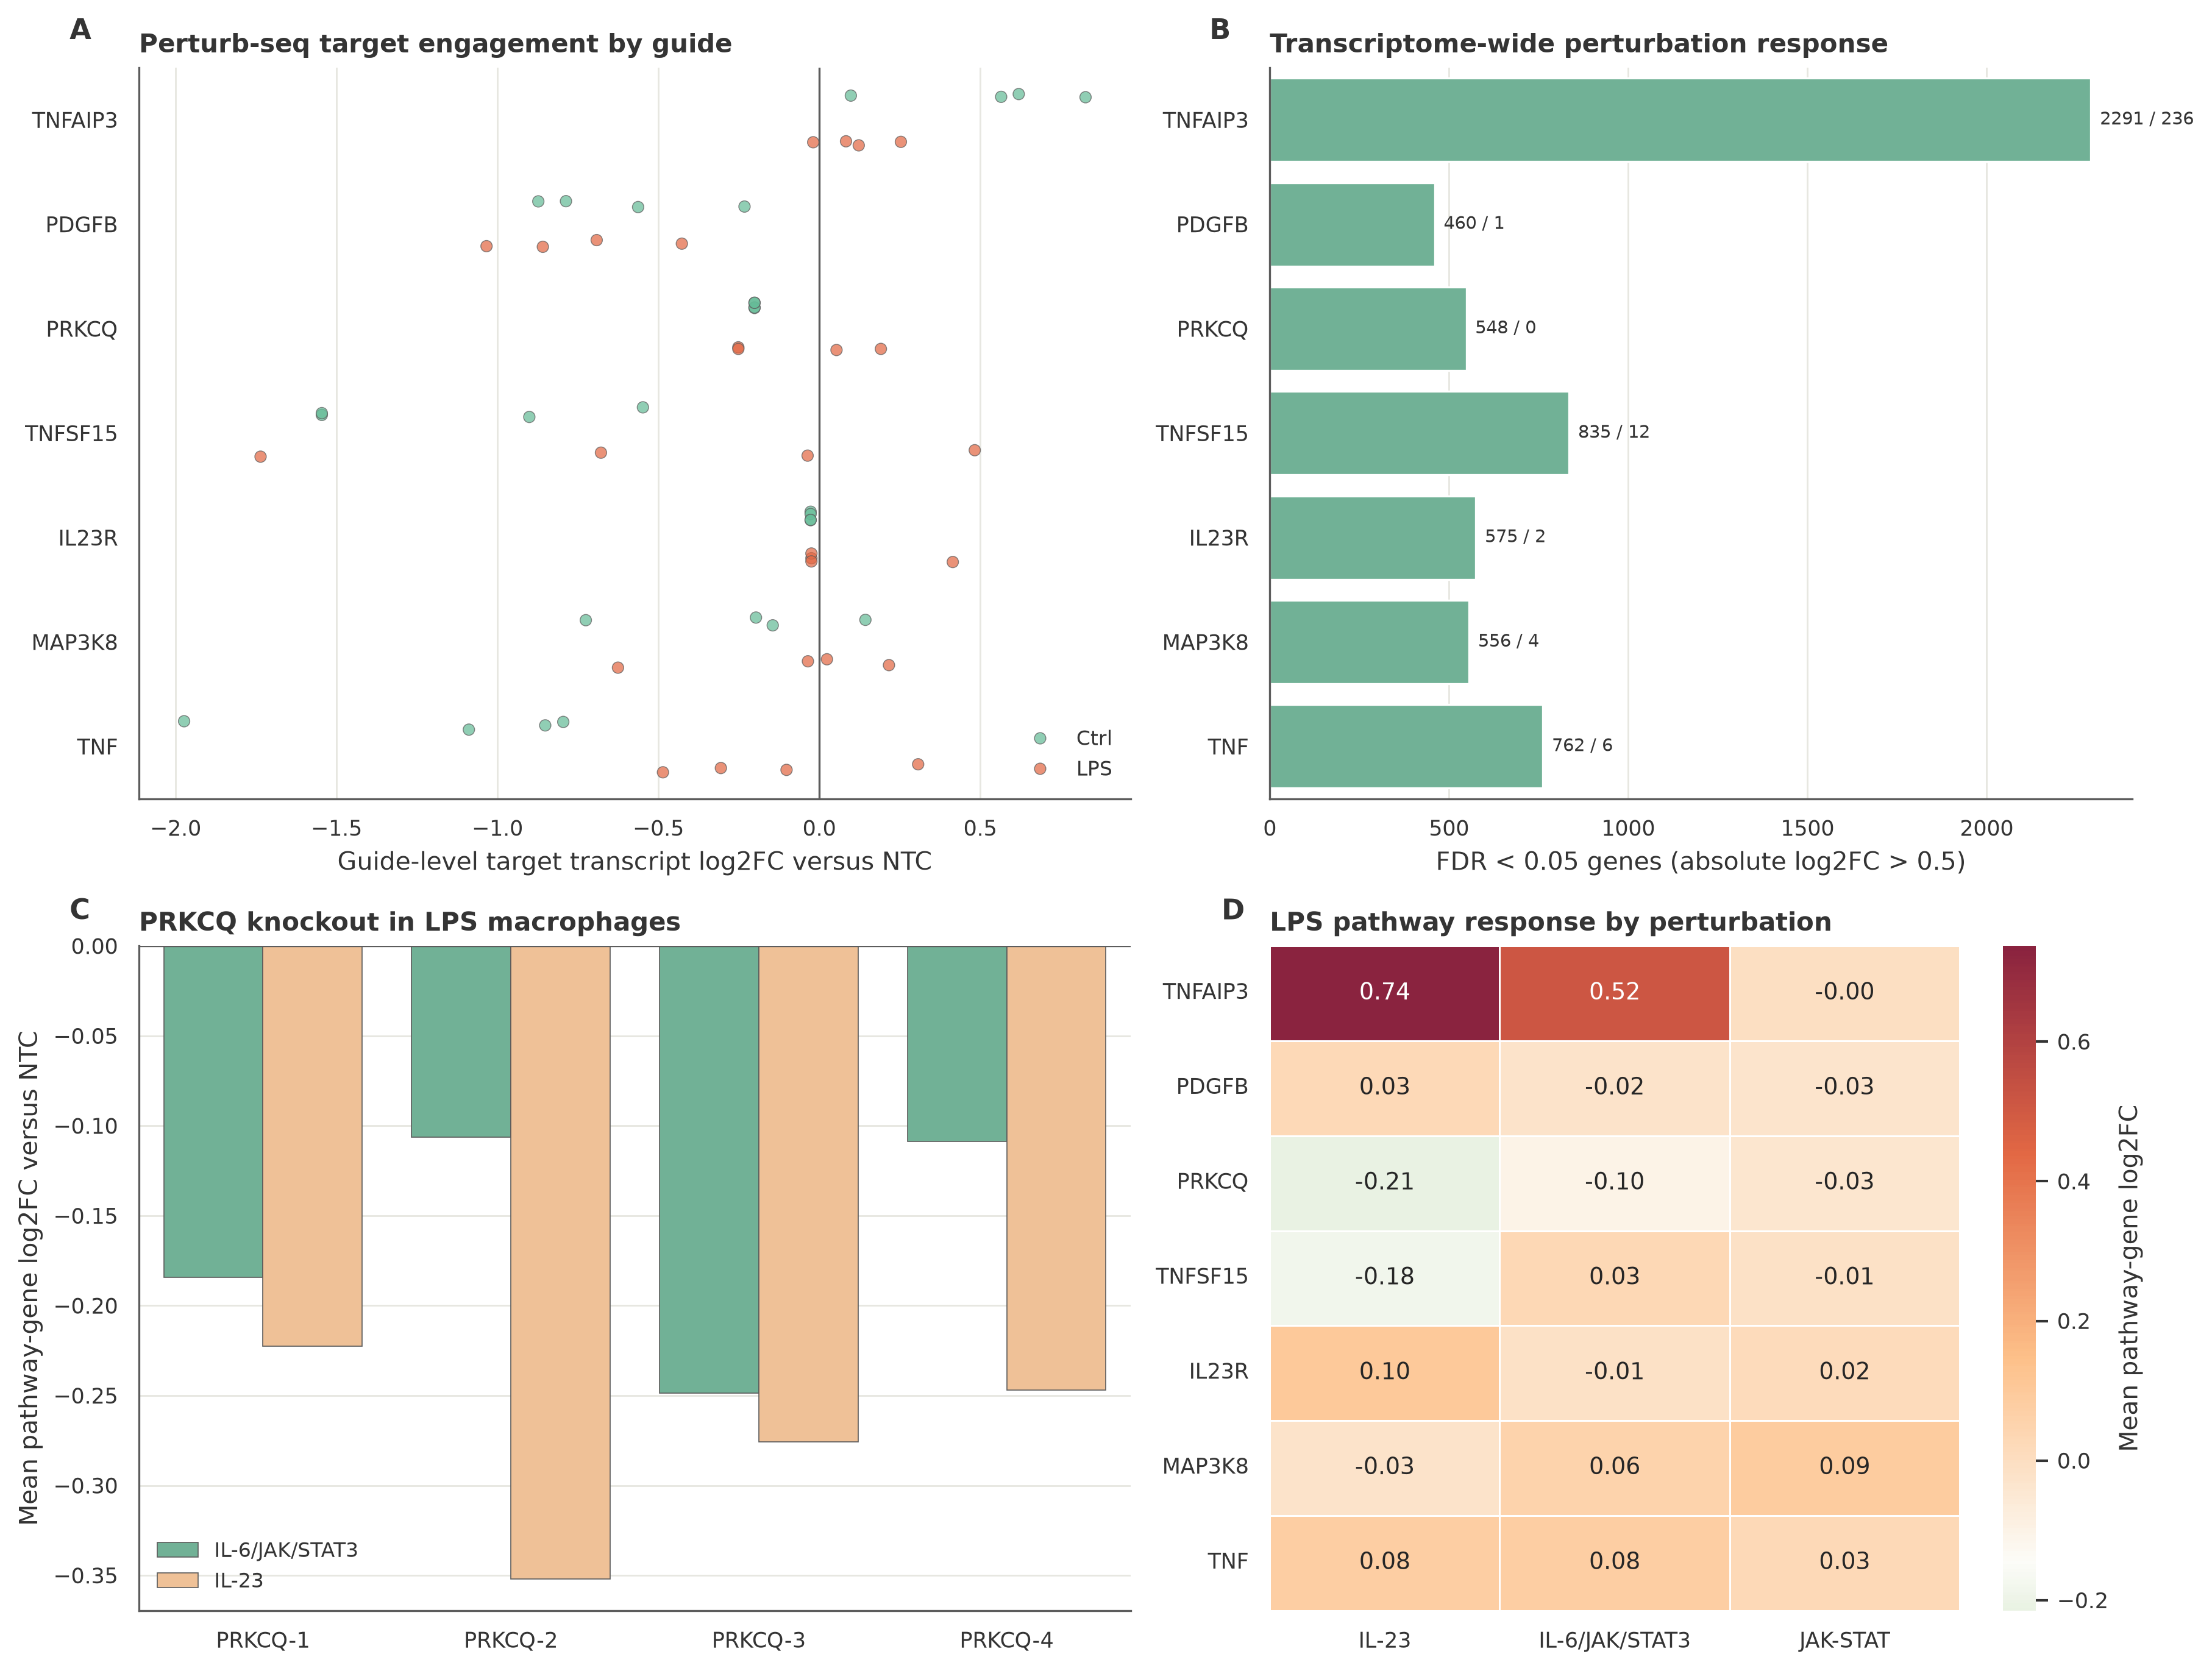 A
Perturb-seq target engagement by guide
TNFAIP3
PDGFB
PRKCQ
TNFSF15
IL23R
MAP3K8
TNF
Ctrl
LPS
−2.0 −1.5 −1.0 −0.5 0.0 0.5
Guide-level target transcript log2FC versus NTC
B
Transcriptome-wide perturbation response
TNFAIP3 2291 / 236
PDGFB 460 / 1
PRKCQ 548 / 0
TNFSF15 835 / 12
IL23R 575 / 2
MAP3K8 556 / 4
TNF 762 / 6
0 500 1000 1500 2000
FDR < 0.05 genes (absolute log2FC > 0.5)
C
PRKCQ knockout in LPS macrophages
Mean pathway-gene log2FC versus NTC
0.00
−0.05
−0.10
−0.15
−0.20
−0.25
−0.30
−0.35
IL-6/JAK/STAT3
IL-23
PRKCQ-1 PRKCQ-2 PRKCQ-3 PRKCQ-4
D
LPS pathway response by perturbation
TNFAIP3 0.74 0.52 -0.00
PDGFB 0.03 -0.02 -0.03
PRKCQ -0.21 -0.10 -0.03
TNFSF15 -0.18 0.03 -0.01
IL23R 0.10 -0.01 0.02
MAP3K8 -0.03 0.06 0.09
TNF 0.08 0.08 0.03
IL-23 IL-6/JAK/STAT3 JAK-STAT
0.6
0.4
0.2
0.0
−0.2
Mean pathway-gene log2FC